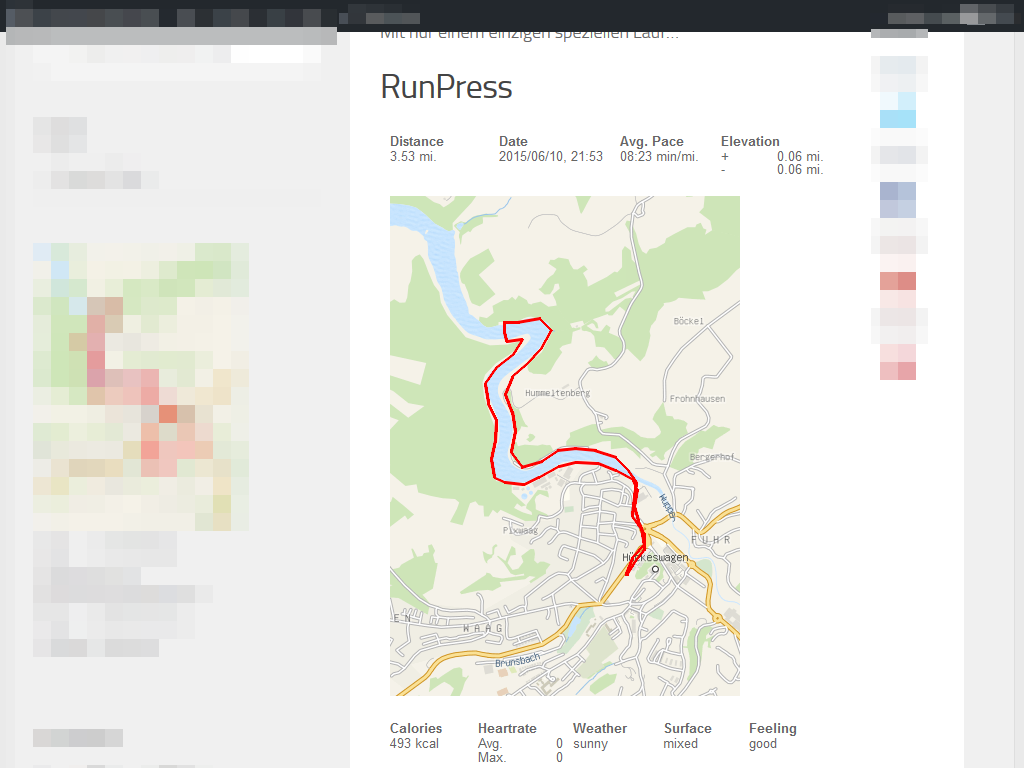 Mit nur einem einzigen speziellen Lauf...
RunPress
Distance Date Avg. Pace Elevation
3.53 mi. 2015/06/10, 21:53 08:23 min/mi. + 0.06 mi.
- 0.06 mi.
Böckel
Hummeltenberg
Frohnhausen
Bergerhof
Wupper
Pixwaag
FUHR
Hückeswagen
EN
WAAG
Brunsbach
Calories Heartrate Weather Surface Feeling
493 kcal Avg. 0 sunny mixed good
Max. 0